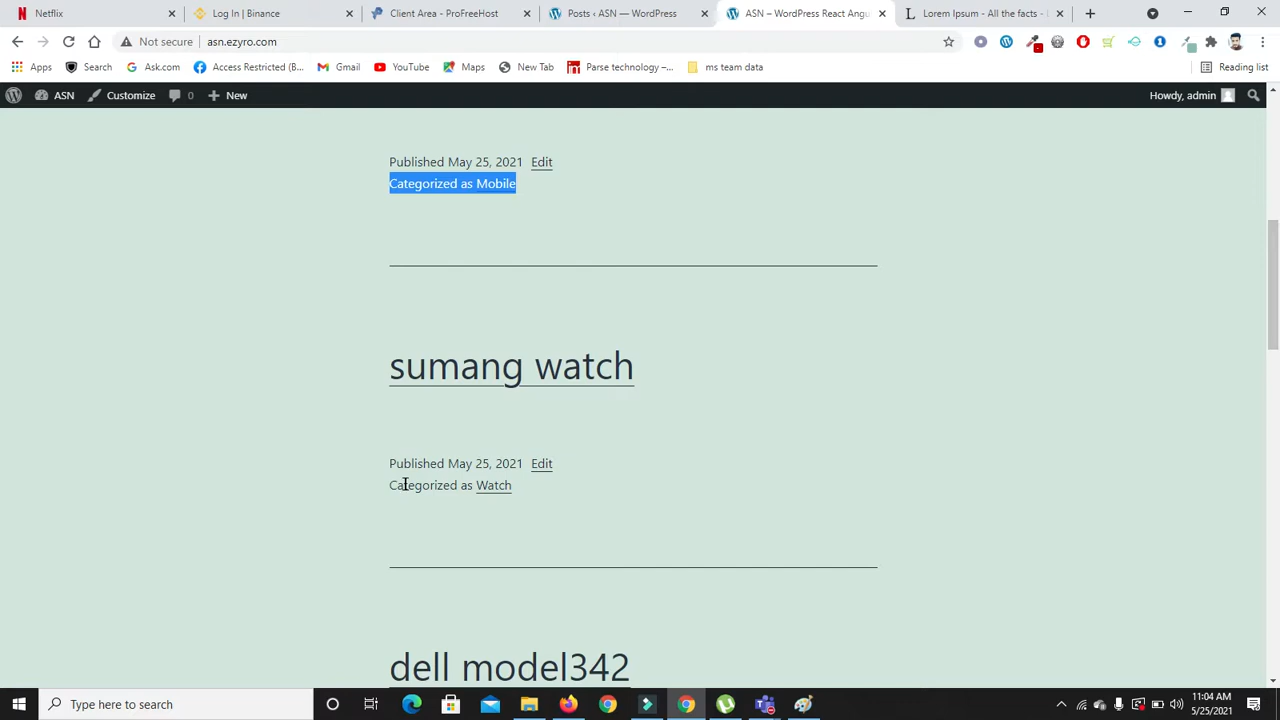 Netflix
Log In | Binance
Client Area - ProFreeHost
Posts ‹ ASN — WordPress
ASN – WordPress React Angu
Lorem Ipsum - All the facts - L
Not secure | asn.ezyro.com
Apps
Search
Ask.com
Access Restricted (B...
Gmail
YouTube
Maps
New Tab
Parse technology –...
ms team data
Reading list
ASN
Customize
0
New
Howdy, admin
Published May 25, 2021 Edit
Categorized as Mobile
sumang watch
Published May 25, 2021 Edit
Categorized as Watch
dell model342
Type here to search
11:04 AM
5/25/2021